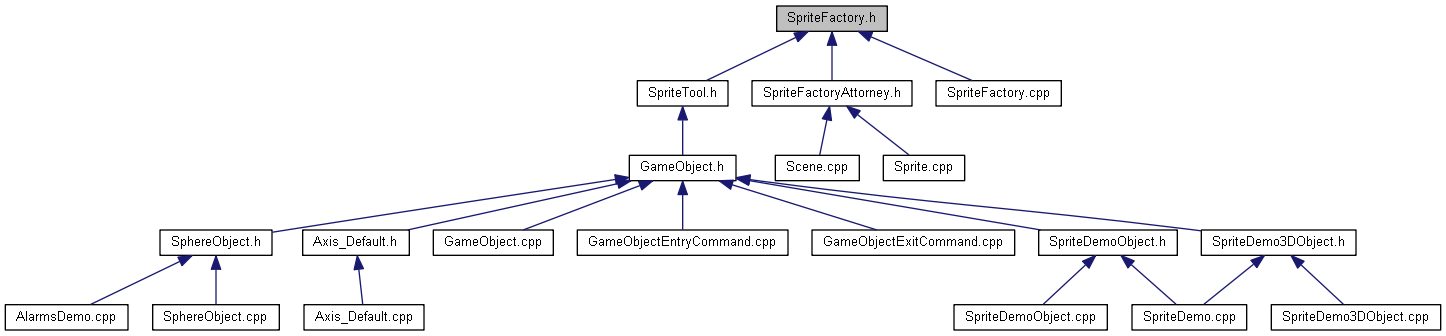 SpriteFactory.h
SpriteTool.h
SpriteFactoryAttorney.h
SpriteFactory.cpp
GameObject.h
Scene.cpp
Sprite.cpp
SphereObject.h
Axis_Default.h
GameObject.cpp
GameObjectEntryCommand.cpp
GameObjectExitCommand.cpp
SpriteDemoObject.h
SpriteDemo3DObject.h
AlarmsDemo.cpp
SphereObject.cpp
Axis_Default.cpp
SpriteDemoObject.cpp
SpriteDemo.cpp
SpriteDemo3DObject.cpp